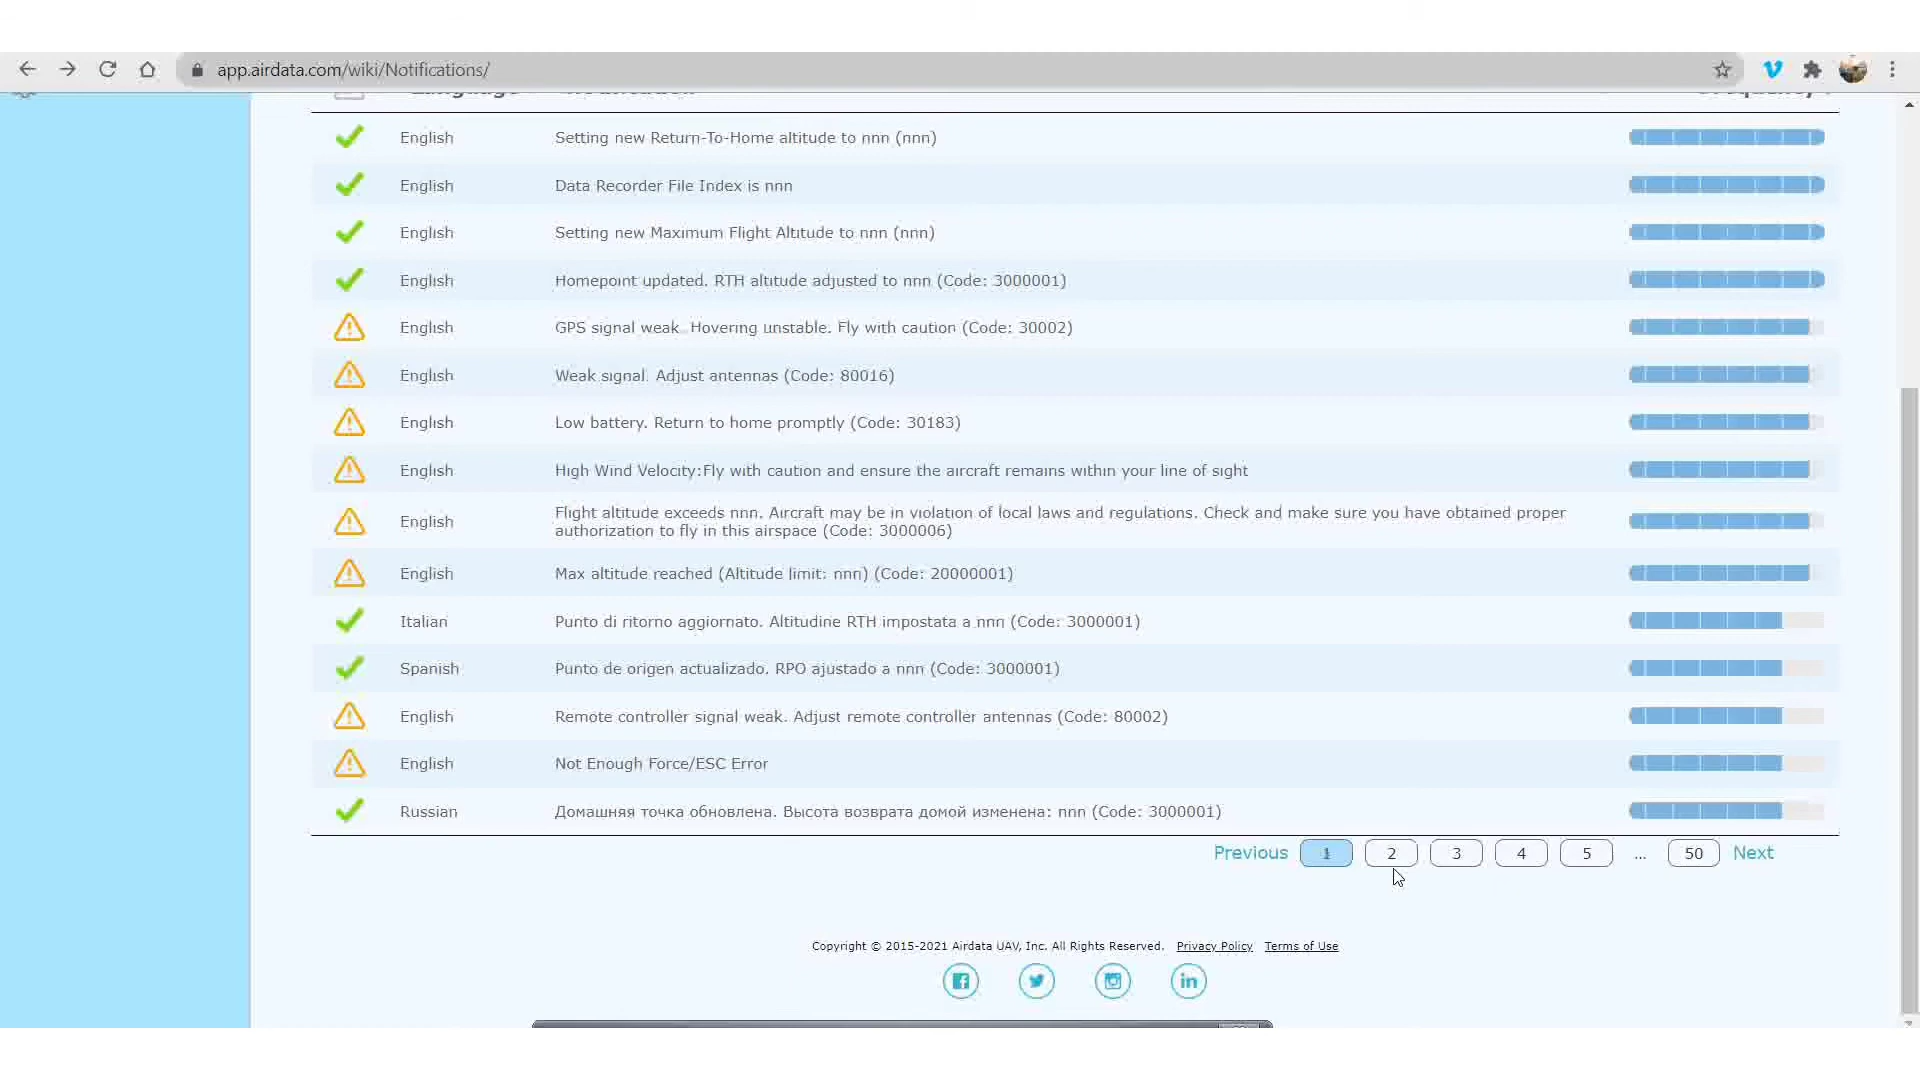 app.airdata.com/wiki/Notifications/
English Setting new Return-To-Home altitude to nnn (nnn)
English Data Recorder File Index is nnn
English Setting new Maximum Flight Altitude to nnn (nnn)
English Homepoint updated. RTH altitude adjusted to nnn (Code: 3000001)
English GPS signal weak. Hovering unstable. Fly with caution (Code: 30002)
English Weak signal. Adjust antennas (Code: 80016)
English Low battery. Return to home promptly (Code: 30183)
English High Wind Velocity:Fly with caution and ensure the aircraft remains within your line of sight
English Flight altitude exceeds nnn. Aircraft may be in violation of local laws and regulations. Check and make sure you have obtained proper
authorization to fly in this airspace (Code: 3000006)
English Max altitude reached (Altitude limit: nnn) (Code: 20000001)
Italian Punto di ritorno aggiornato. Altitudine RTH impostata a nnn (Code: 3000001)
Spanish Punto de origen actualizado. RPO ajustado a nnn (Code: 3000001)
English Remote controller signal weak. Adjust remote controller antennas (Code: 80002)
English Not Enough Force/ESC Error
Russian Домашняя точка обновлена. Высота возврата домой изменена: nnn (Code: 3000001)
Previous 1 2 3 4 5 ... 50 Next
Copyright © 2015-2021 Airdata UAV, Inc. All Rights Reserved. Privacy Policy Terms of Use